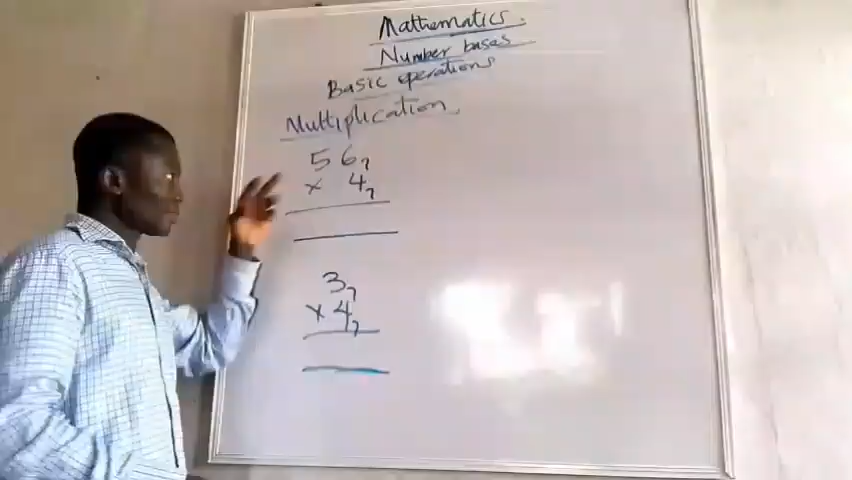 Mathematics.
Number bases
Basic operations
Multiplication.
56₇
× 4₇
3₇
× 4₇